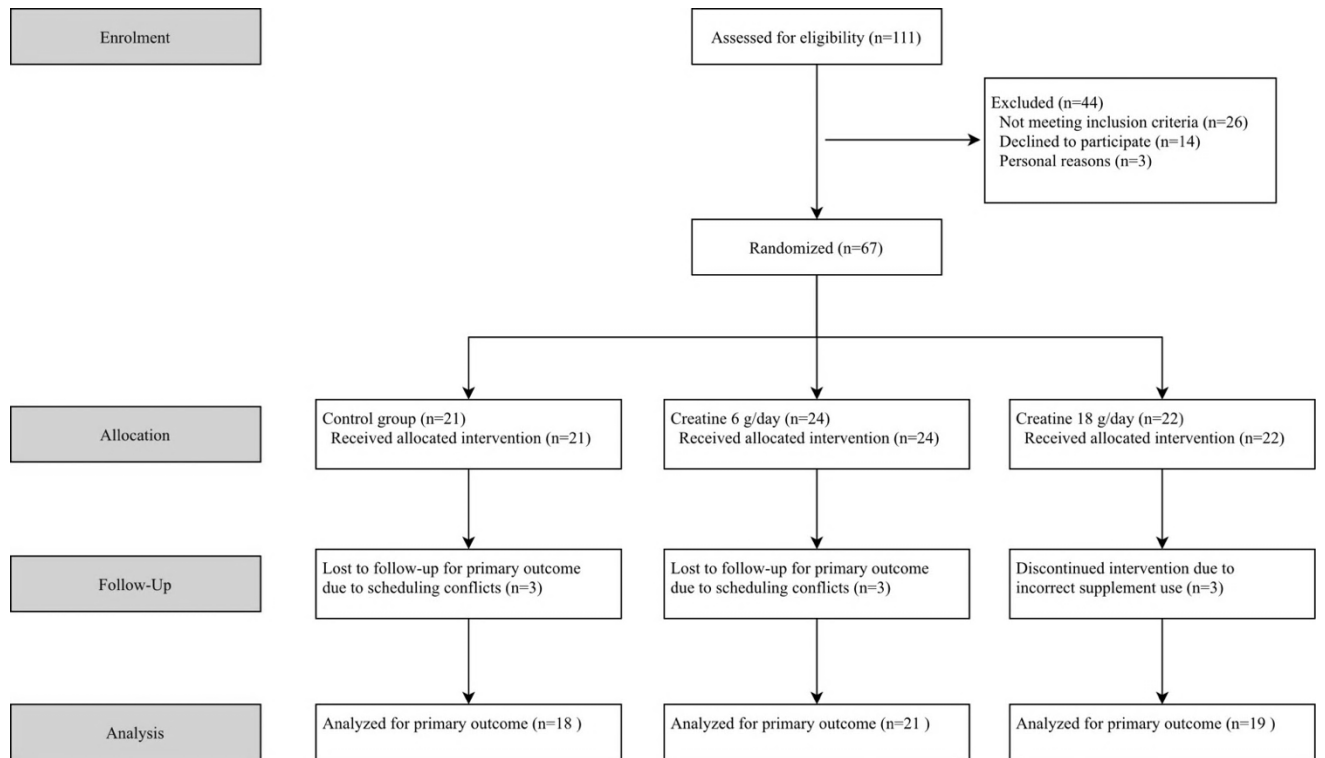 Enrolment
Assessed for eligibility (n=111)
Excluded (n=44)
Not meeting inclusion criteria (n=26)
Declined to participate (n=14)
Personal reasons (n=3)
Randomized (n=67)
Allocation
Control group (n=21)
Received allocated intervention (n=21)
Creatine 6 g/day (n=24)
Received allocated intervention (n=24)
Creatine 18 g/day (n=22)
Received allocated intervention (n=22)
Follow-Up
Lost to follow-up for primary outcome
due to scheduling conflicts (n=3)
Lost to follow-up for primary outcome
due to scheduling conflicts (n=3)
Discontinued intervention due to
incorrect supplement use (n=3)
Analysis
Analyzed for primary outcome (n=18 )
Analyzed for primary outcome (n=21 )
Analyzed for primary outcome (n=19 )